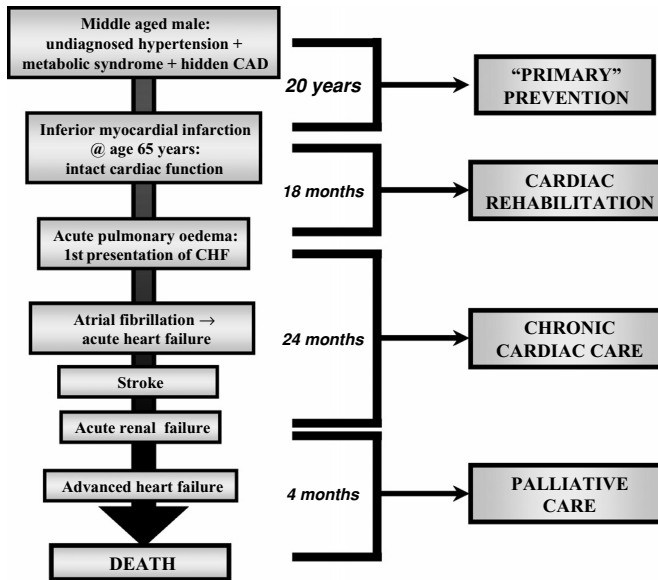 Middle aged male:
undiagnosed hypertension +
metabolic syndrome + hidden CAD
20 years
“PRIMARY”
PREVENTION
Inferior myocardial infarction
@ age 65 years:
intact cardiac function
18 months
CARDIAC
REHABILITATION
Acute pulmonary oedema:
1st presentation of CHF
Atrial fibrillation →
acute heart failure
24 months
CHRONIC
CARDIAC CARE
Stroke
Acute renal failure
Advanced heart failure
4 months
PALLIATIVE
CARE
DEATH